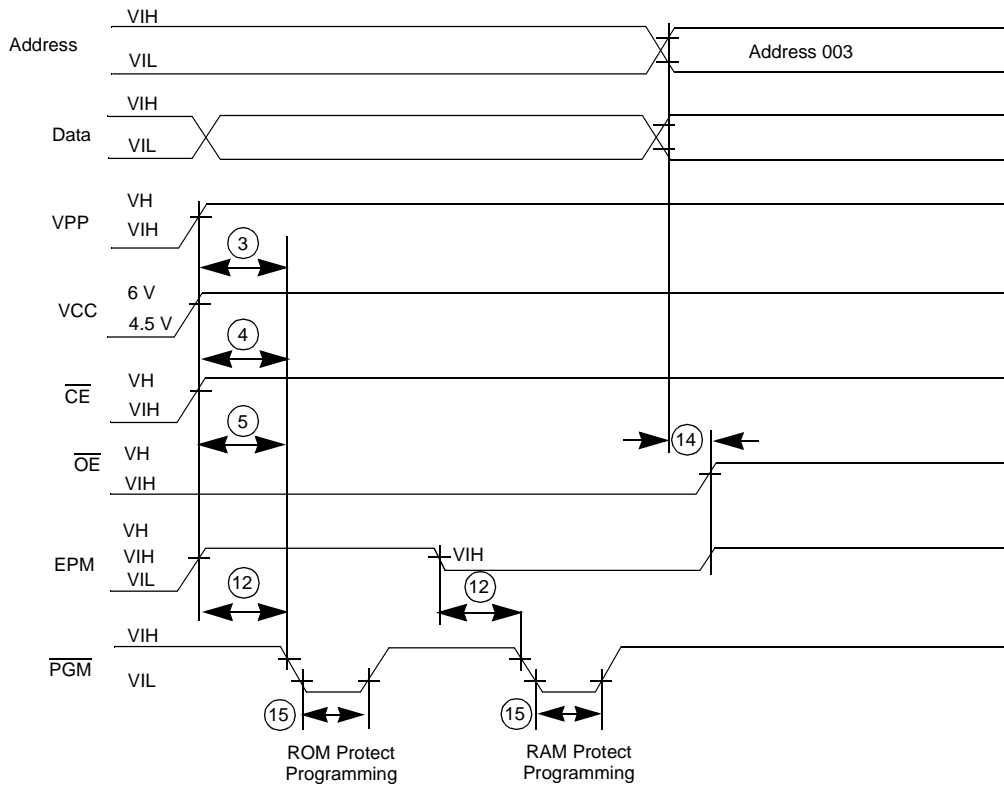 VIH
Address
VIL
Address 003
VIH
Data
VIL
VH
VPP
VIH
3
6 V
VCC
4.5 V
4
VH
CE
VIH
5
14
VH
OE
VIH
VH
EPM
VIH
VIL
VIH
12
12
VIH
PGM
VIL
15
15
ROM Protect
Programming
RAM Protect
Programming